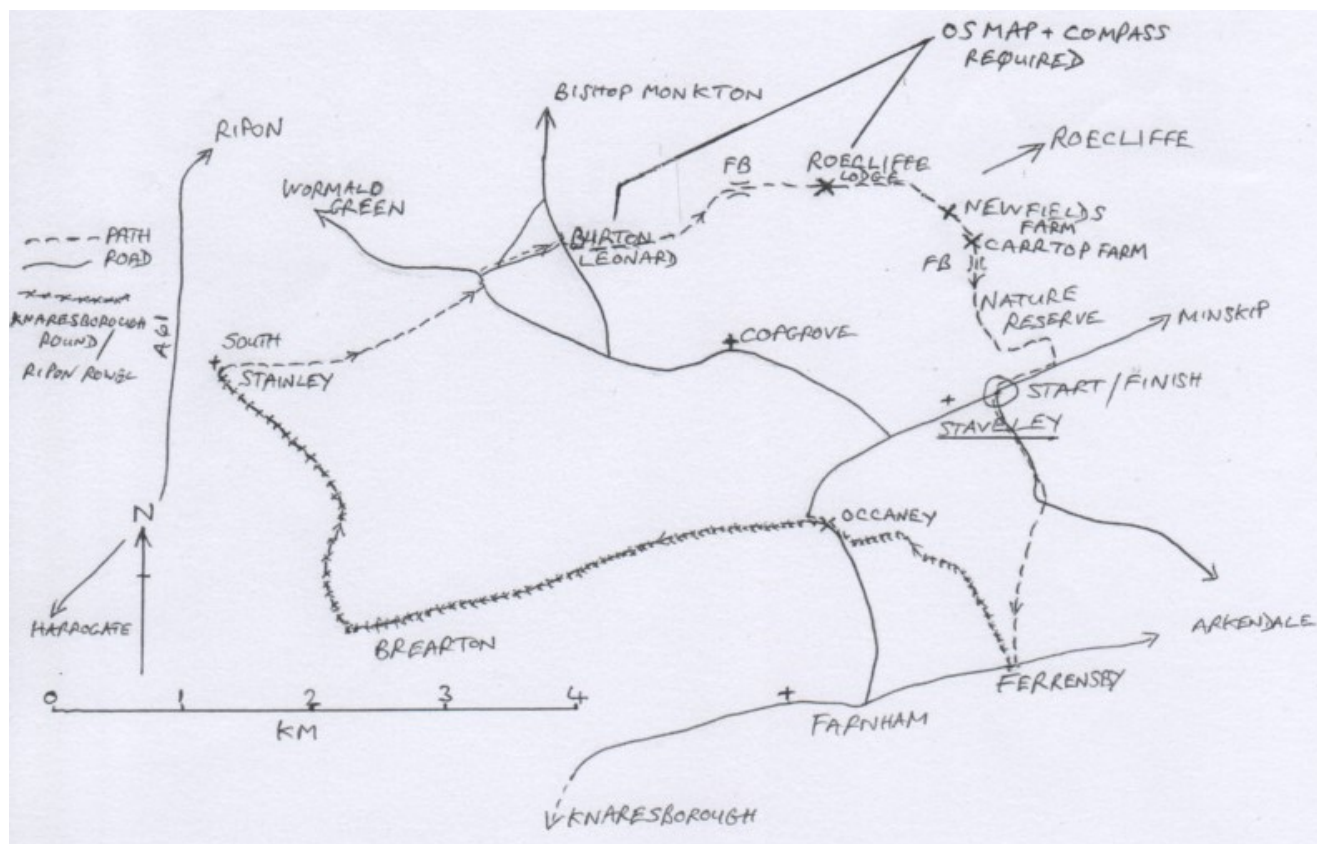 OS MAP + COMPASS
REQUIRED
BISHOP MONKTON
RIPON
ROECLIFFE
FB
ROECLIFFE
LODGE
WORMALD
GREEN
NEWFIELDS
FARM
BURTON
LEONARD
CARRTOP FARM
PATH
ROAD
FB
NATURE
RESERVE
MINSKIP
KNARESBOROUGH
ROUND
RIPON ROWEL
A61
SOUTH
STAINLEY
COPGROVE
START/FINISH
STAVELEY
OCCANEY
N
HARROGATE
BREARTON
ARKENDALE
FERRENSBY
0 1 2 3 4
KM
FARNHAM
KNARESBOROUGH